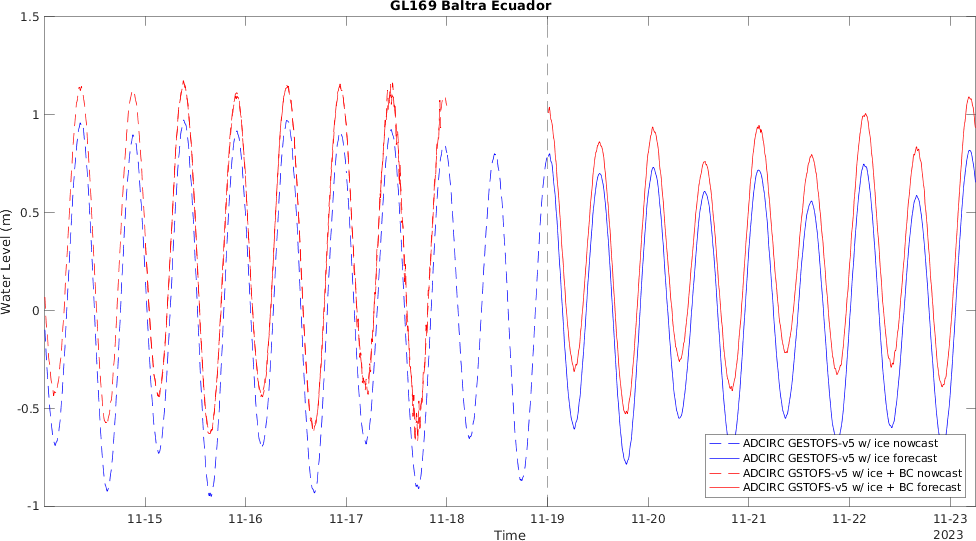 GL169 Baltra Ecuador
1.5
1
0.5
0
-0.5
-1
Water Level (m)
11-15 11-16 11-17 11-18 11-19 11-20 11-21 11-22 11-23
Time
2023
ADCIRC GESTOFS-v5 w/ ice nowcast
ADCIRC GESTOFS-v5 w/ ice forecast
ADCIRC GSTOFS-v5 w/ ice + BC nowcast
ADCIRC GSTOFS-v5 w/ ice + BC forecast